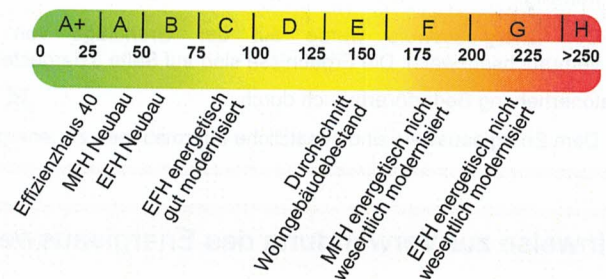 A+ A B C D E F G H
0 25 50 75 100 125 150 175 200 225 >250
Effizienzhaus 40
MFH Neubau
EFH Neubau
EFH energetisch
gut modernisiert
Durchschnitt
Wohngebäudebestand
MFH energetisch nicht
wesentlich modernisiert
EFH energetisch nicht
wesentlich modernisiert